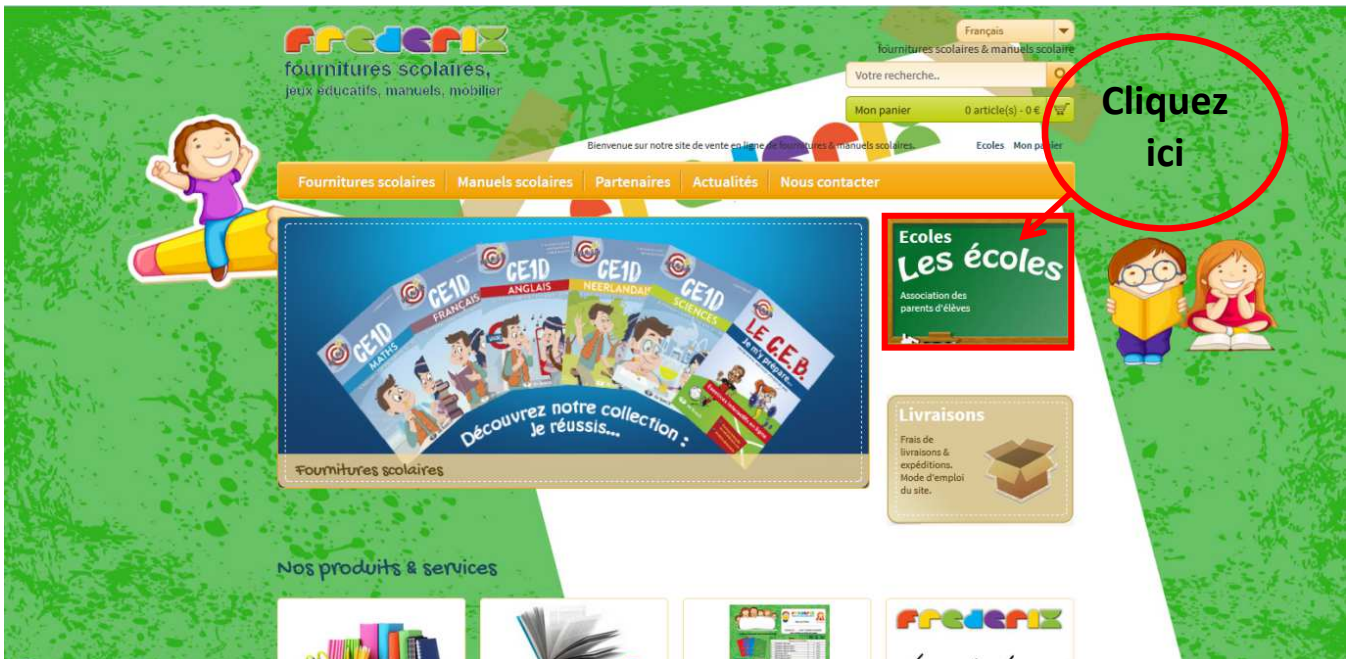 FREDERIX
fournitures scolaires,
jeux éducatifs, manuels, mobilier
Français
fournitures scolaires & manuels scolaire
Votre recherche..
Mon panier 0 article(s) - 0 €
Bienvenue sur notre site de vente en ligne de fournitures & manuels scolaires.
Ecoles Mon panier
Cliquez
ici
Fournitures scolaires Manuels scolaires Partenaires Actualités Nous contacter
CE1D
MATHS
CE1D
FRANÇAIS
CE1D
ANGLAIS
CE1D
NEERLANDAIS
CE1D
SCIENCES
LE C.E.B.
Je m'y prépare...
Découvrez notre collection :
Je réussis...
Fournitures scolaires
Ecoles
Les écoles
Association des
parents d'élèves
Livraisons
Frais de
livraisons &
expéditions.
Mode d'emploi
du site.
Nos produits & services
FREDERIX